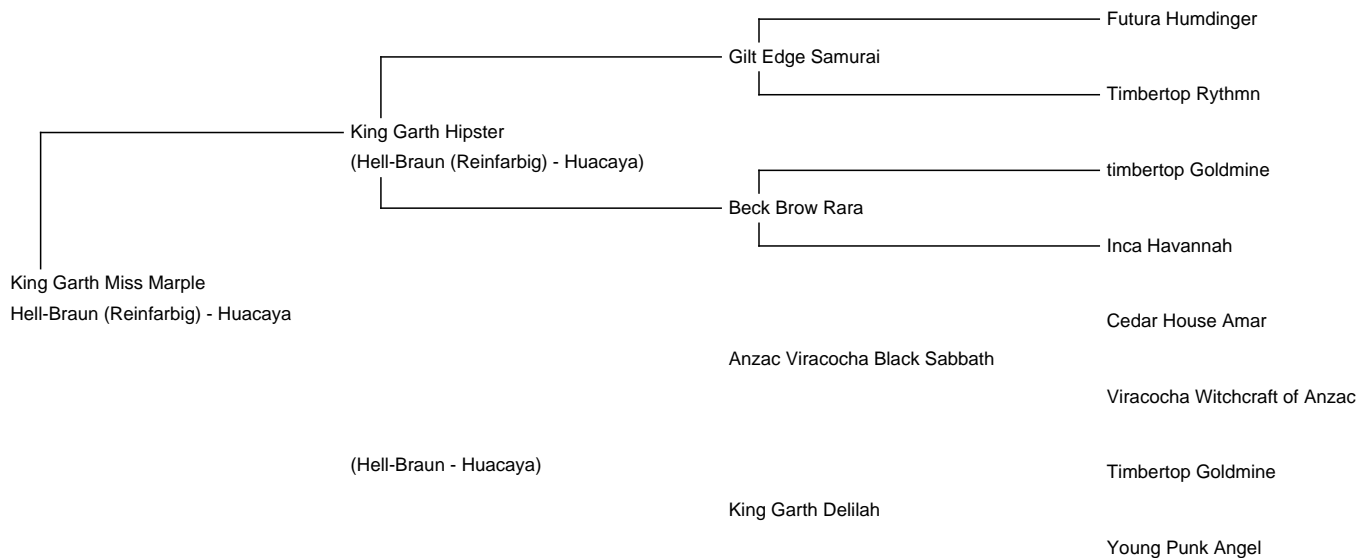 Futura Humdinger
Gilt Edge Samurai
Timbertop Rythmn
King Garth Hipster
(Hell-Braun (Reinfarbig) - Huacaya)
timbertop Goldmine
Beck Brow Rara
Inca Havannah
King Garth Miss Marple
Hell-Braun (Reinfarbig) - Huacaya
Cedar House Amar
Anzac Viracocha Black Sabbath
Viracocha Witchcraft of Anzac
(Hell-Braun - Huacaya)
Timbertop Goldmine
King Garth Delilah
Young Punk Angel